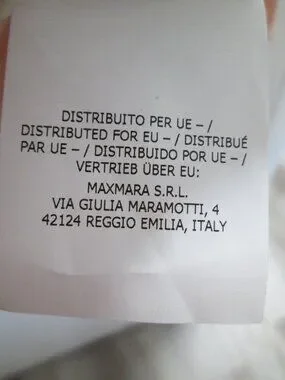 DISTRIBUITO PER UE – /
DISTRIBUTED FOR EU – / DISTRIBUÉ
PAR UE – / DISTRIBUIDO POR UE – /
VERTRIEB ÜBER EU:
MAXMARA S.R.L.
VIA GIULIA MARAMOTTI, 4
42124 REGGIO EMILIA, ITALY